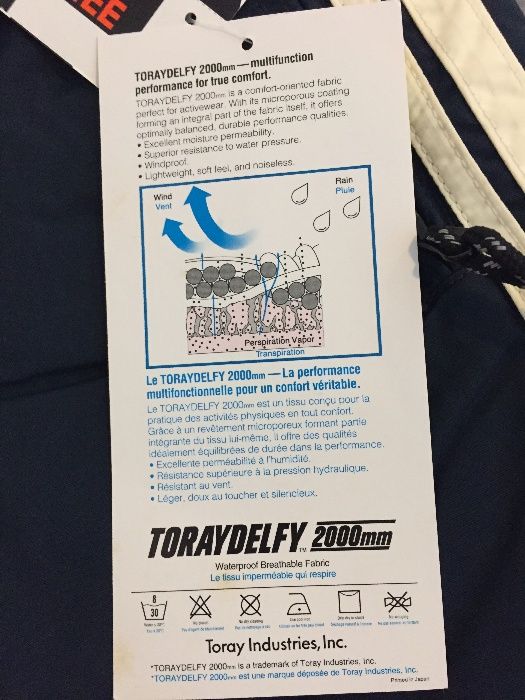 EE
TORAYDELFY 2000mm — multifunction
performance for true comfort.
TORAYDELFY 2000mm is a comfort-oriented fabric
perfect for activewear. With its microporous coating
forming an integral part of the fabric itself, it offers
optimally balanced, durable performance qualities.
• Excellent moisture permeability.
• Superior resistance to water pressure.
• Windproof.
• Lightweight, soft feel, and noiseless.
Wind
Vent
Rain
Pluie
Perspiration Vapor
Transpiration
Le TORAYDELFY 2000mm — La performance
multifonctionnelle pour un confort véritable.
Le TORAYDELFY 2000mm est un tissu conçu pour la
pratique des activités physiques en tout confort.
Grâce à un revêtement microporeux formant partie
intégrante du tissu lui-même, il offre des qualités
idéalement équilibrées de durée dans la performance.
• Excellente perméabilité à l'humidité.
• Résistance supérieure à la pression hydraulique.
• Résistant au vent.
• Léger, doux au toucher et silencieux.
TORAYDELFY™ 2000mm
Waterproof Breathable Fabric
Le tissu imperméable qui respire
6
30
No dry cleaning
Toray Industries, Inc.
*TORAYDELFY 2000mm is a trademark of Toray Industries, Inc.
*TORAYDELFY 2000mm est une marque déposée de Toray Industries, Inc.
Printed in Japan